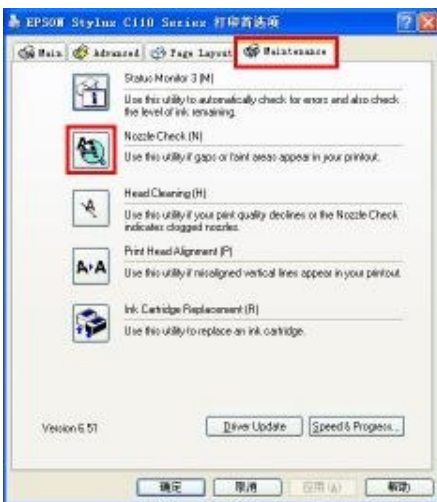 EPSON Stylus C110 Series 打印首选项
Main Advanced Page Layout Maintenance
Status Monitor 3 (M)
Use this utility to automatically check for errors and also check
the level of ink remaining.
Nozzle Check (N)
Use this utility if gaps or faint areas appear in your printout.
Head Cleaning (H)
Use this utility if your print quality declines or the Nozzle Check
indicates clogged nozzles.
Print Head Alignment (P)
Use this utility if misaligned vertical lines appear in your printout.
Ink Cartridge Replacement (R)
Use this utility to replace an ink cartridge.
Version 6.51 Driver Update Speed & Progress...
确定 取消 应用(A) 帮助